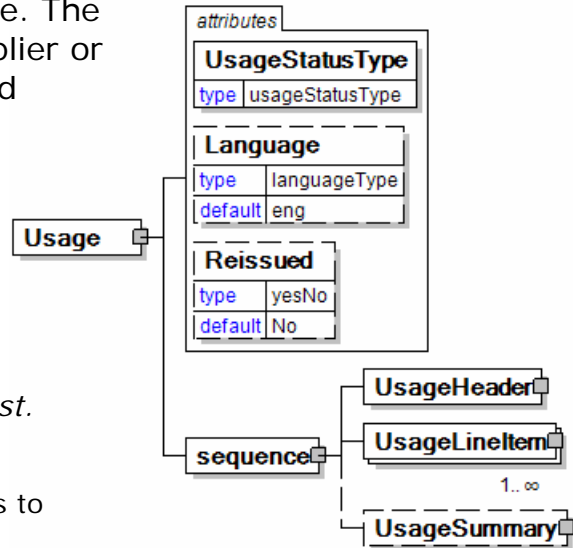 e. The
plier or
d
st.
s to
attributes
UsageStatusType
type usageStatusType
Language
type languageType
default eng
Reissued
type yesNo
default No
Usage
sequence
UsageHeader
UsageLineItem
1.. ∞
UsageSummary